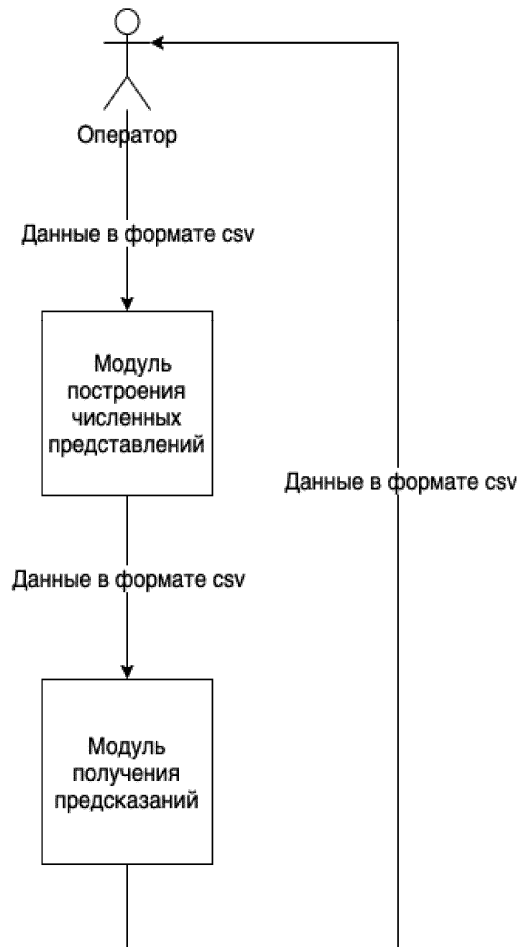 Оператор
Данные в формате csv
Модуль
построения
численных
представлений
Данные в формате csv
Данные в формате csv
Модуль
получения
предсказаний